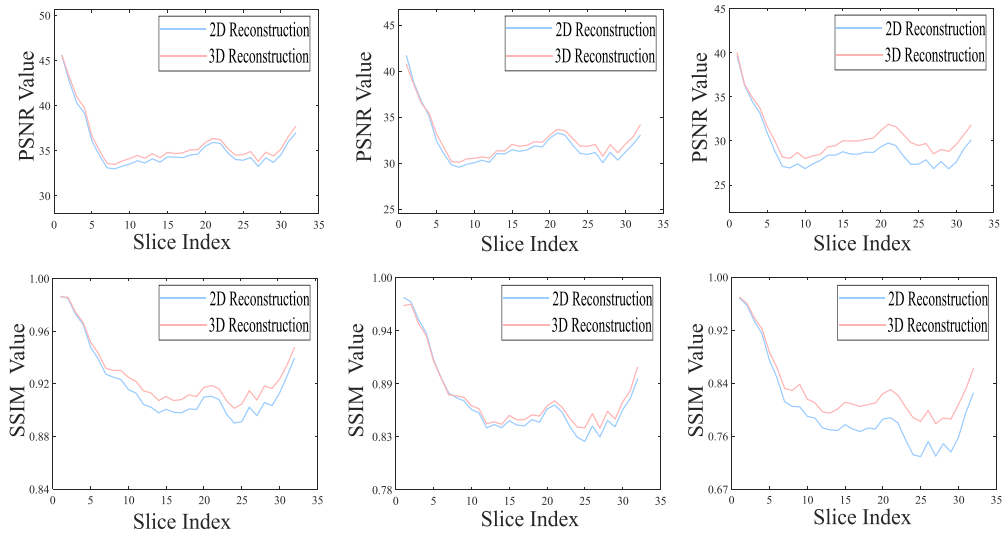 50
45
40
35
30
0 5 10 15 20 25 30 35
PSNR Value
Slice Index
2D Reconstruction
3D Reconstruction
45
40
35
30
25
0 5 10 15 20 25 30 35
PSNR Value
Slice Index
2D Reconstruction
3D Reconstruction
45
40
35
30
25
0 5 10 15 20 25 30 35
PSNR Value
Slice Index
2D Reconstruction
3D Reconstruction
1.00
0.96
0.92
0.88
0.84
0 5 10 15 20 25 30 35
SSIM Value
Slice Index
2D Reconstruction
3D Reconstruction
1.00
0.94
0.89
0.83
0.78
0 5 10 15 20 25 30 35
SSIM Value
Slice Index
2D Reconstruction
3D Reconstruction
1.00
0.92
0.84
0.76
0.67
0 5 10 15 20 25 30 35
SSIM Value
Slice Index
2D Reconstruction
3D Reconstruction